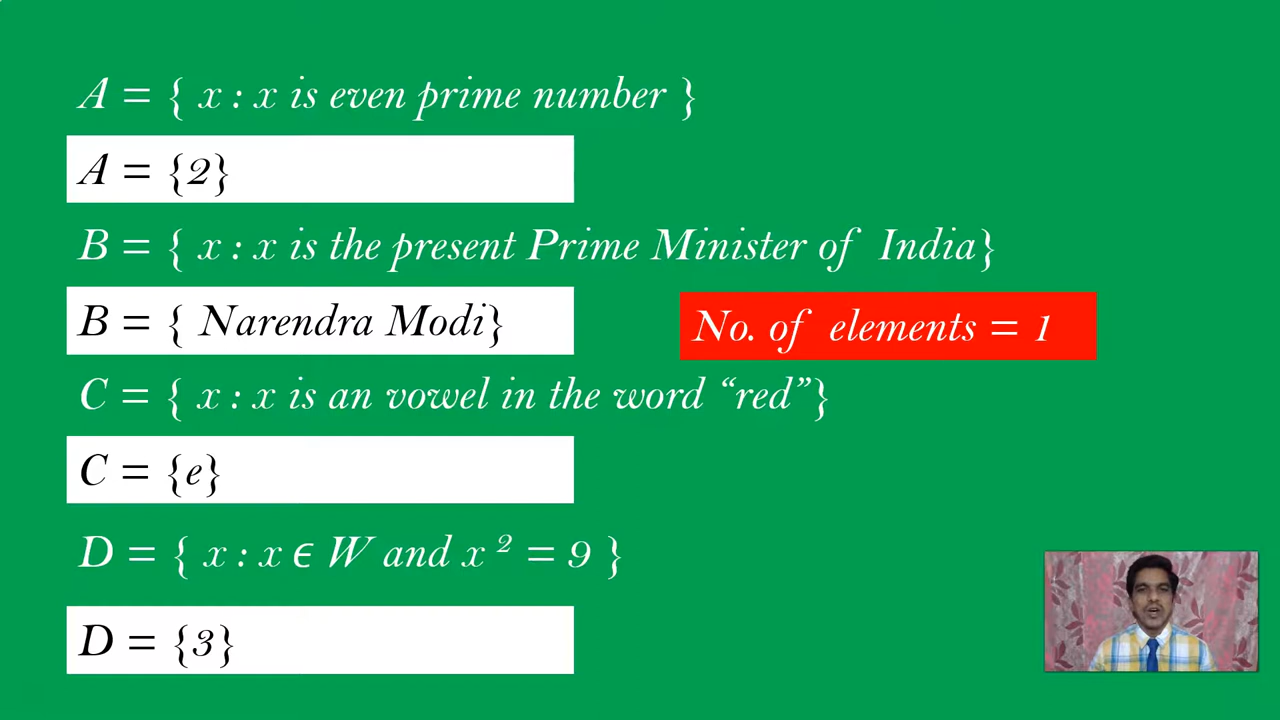 A = { x : x is even prime number }
A = {2}
B = { x : x is the present Prime Minister of India}
B = { Narendra Modi}
No. of elements = 1
C = { x : x is an vowel in the word “red”}
C = {e}
D = { x : x ϵ W and x² = 9 }
D = {3}